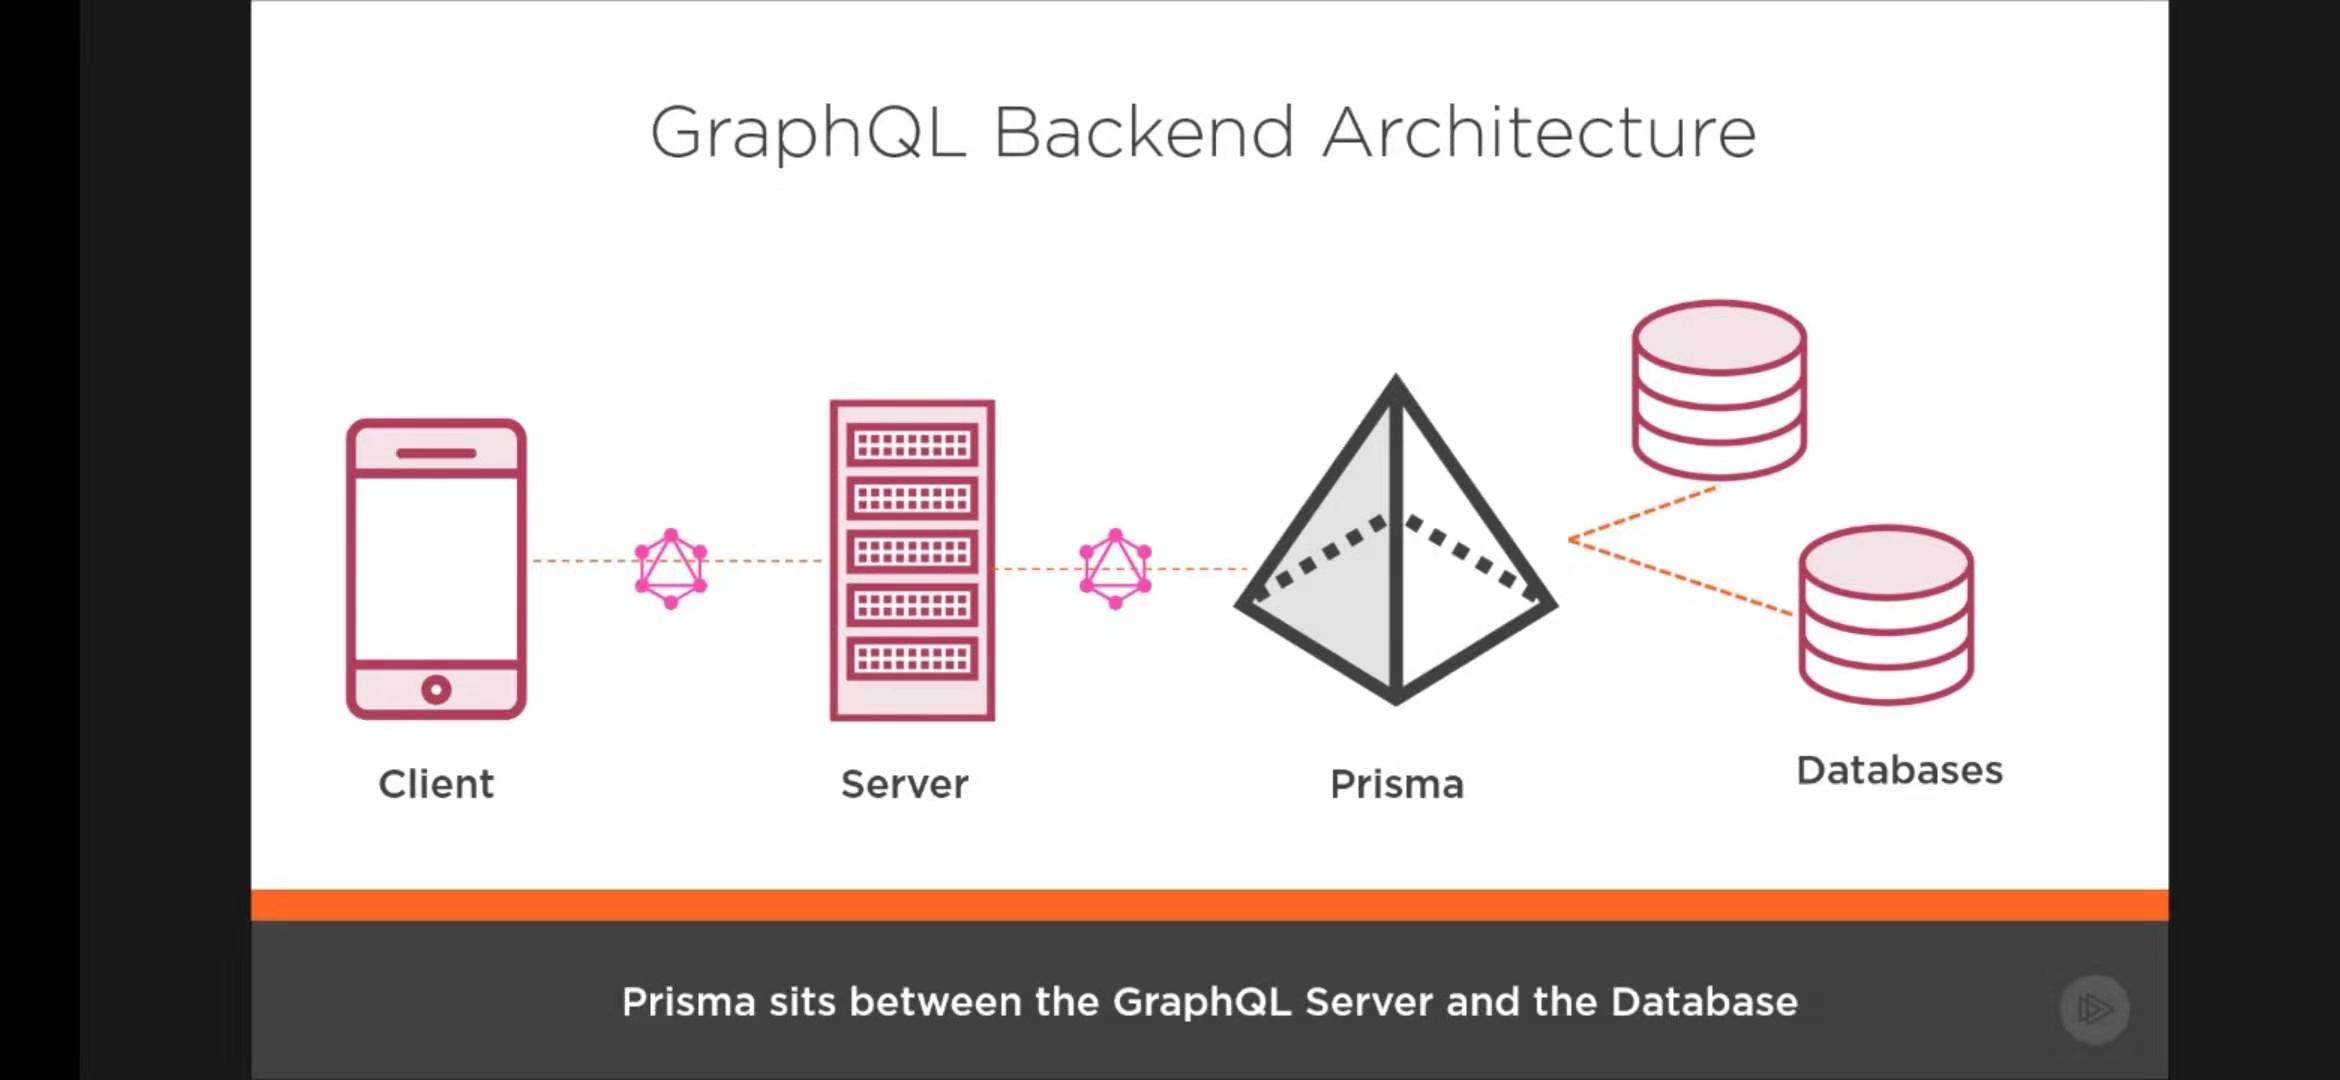 GraphQL Backend Architecture
Client
Server
Prisma
Databases
Prisma sits between the GraphQL Server and the Database